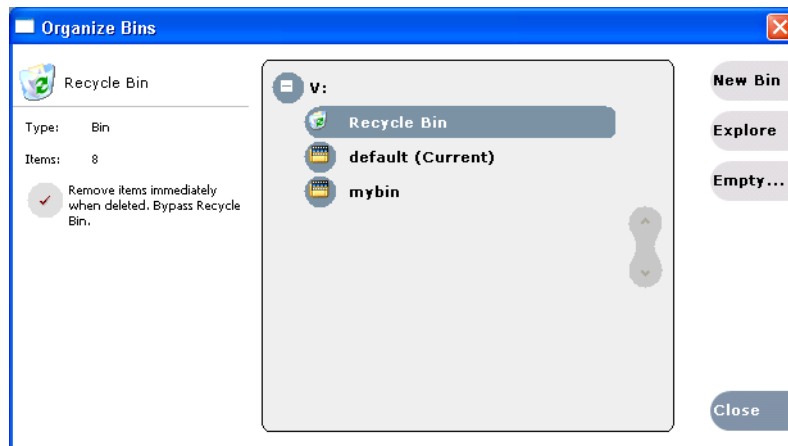 Organize Bins
Recycle Bin
Type: Bin
Items: 8
Remove items immediately
when deleted. Bypass Recycle
Bin.
V:
Recycle Bin
default (Current)
mybin
New Bin
Explore
Empty...
Close